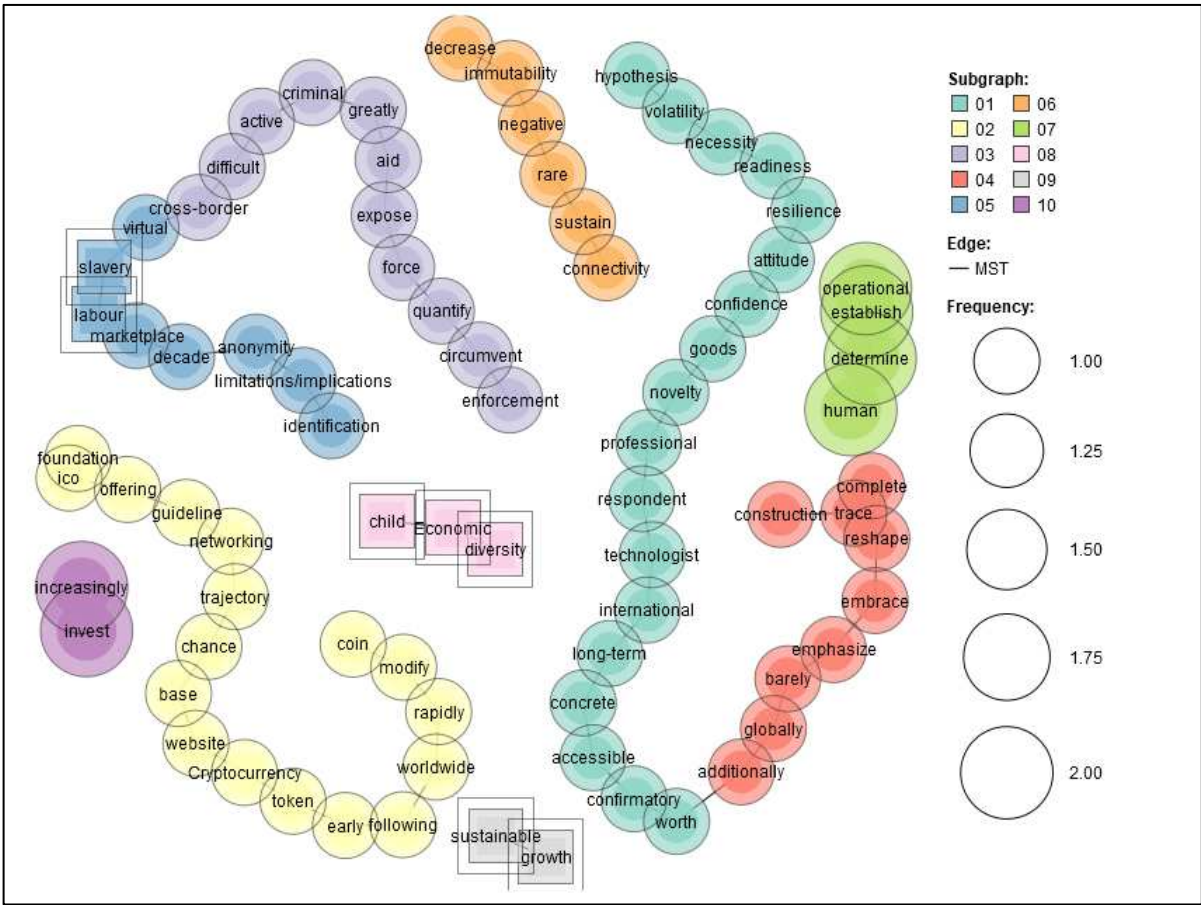 decrease
immutability
negative
rare
sustain
connectivity
criminal
greatly
active
aid
difficult
expose
cross-border
force
quantify
circumvent
enforcement
virtual
slavery
labour
marketplace
decade
anonymity
limitations/implications
identification
hypothesis
volatility
necessity
readiness
resilience
attitude
confidence
goods
novelty
professional
respondent
technologist
international
long-term
concrete
accessible
confirmatory
worth
operational
establish
determine
human
complete
construction
trace
reshape
embrace
emphasize
barely
globally
additionally
foundation
ico
offering
guideline
networking
trajectory
chance
base
website
Cryptocurrency
token
early
following
worldwide
rapidly
modify
coin
increasingly
invest
child
Economic
diversity
sustainable
growth
Subgraph:
01 06
02 07
03 08
04 09
05 10
Edge:
MST
Frequency:
1.00
1.25
1.50
1.75
2.00